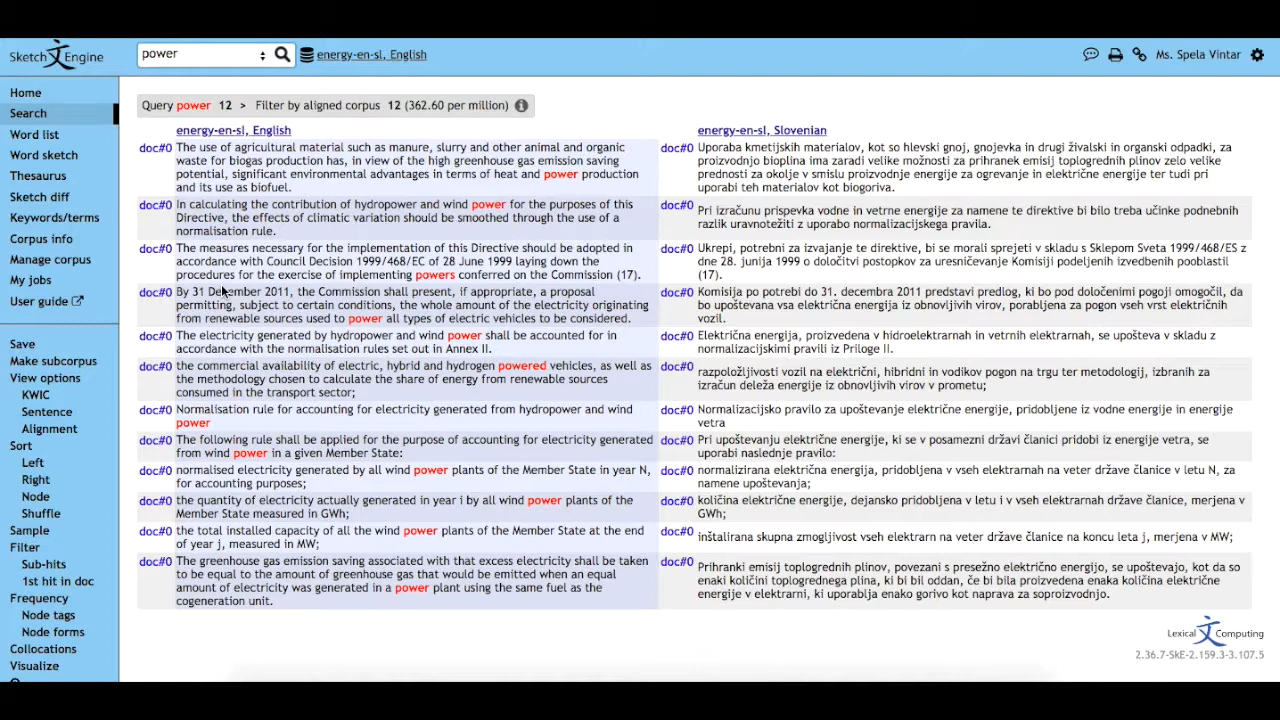 Sketch Engine
power
energy-en-sl, English
Ms. Spela Vintar
Home
Search
Word list
Word sketch
Thesaurus
Sketch diff
Keywords/terms
Corpus info
Manage corpus
My jobs
User guide
Save
Make subcorpus
View options
KWIC
Sentence
Alignment
Sort
Left
Right
Node
Shuffle
Sample
Filter
Sub-hits
1st hit in doc
Frequency
Node tags
Node forms
Collocations
Visualize
Query power 12 > Filter by aligned corpus 12 (362.60 per million)
energy-en-sl, English
energy-en-sl, Slovenian
doc#0 The use of agricultural material such as manure, slurry and other animal and organic
waste for biogas production has, in view of the high greenhouse gas emission saving
potential, significant environmental advantages in terms of heat and power production
and its use as biofuel.
doc#0 Uporaba kmetijskih materialov, kot so hlevski gnoj, gnojevka in drugi živalski in organski odpadki, za
proizvodnjo bioplina ima zaradi velike možnosti za prihranek emisij toplogrednih plinov zelo velike
prednosti za okolje v smislu proizvodnje energije za ogrevanje in električne energije ter tudi pri
uporabi teh materialov kot biogoriva.
doc#0 In calculating the contribution of hydropower and wind power for the purposes of this
Directive, the effects of climatic variation should be smoothed through the use of a
normalisation rule.
doc#0 Pri izračunu prispevka vodne in vetrne energije za namene te direktive bi bilo treba učinke podnebnih
razlik uravnotežiti z uporabo normalizacijskega pravila.
doc#0 The measures necessary for the implementation of this Directive should be adopted in
accordance with Council Decision 1999/468/EC of 28 June 1999 laying down the
procedures for the exercise of implementing powers conferred on the Commission (17).
doc#0 Ukrepi, potrebni za izvajanje te direktive, bi se morali sprejeti v skladu s Sklepom Sveta 1999/468/ES z
dne 28. junija 1999 o določitvi postopkov za uresničevanje Komisiji podeljenih izvedbenih pooblastil
(17).
doc#0 By 31 December 2011, the Commission shall present, if appropriate, a proposal
permitting, subject to certain conditions, the whole amount of the electricity originating
from renewable sources used to power all types of electric vehicles to be considered.
doc#0 Komisija po potrebi do 31. decembra 2011 predstavi predlog, ki bo pod določenimi pogoji omogočil, da
bo upoštevana vsa električna energija iz obnovljivih virov, porabljena za pogon vseh vrst električnih
vozil.
doc#0 The electricity generated by hydropower and wind power shall be accounted for in
accordance with the normalisation rules set out in Annex II.
doc#0 Električna energija, proizvedena v hidroelektrarnah in vetrnih elektrarnah, se upošteva v skladu z
normalizacijskimi pravili iz Priloge II.
doc#0 the commercial availability of electric, hybrid and hydrogen powered vehicles, as well as
the methodology chosen to calculate the share of energy from renewable sources
consumed in the transport sector;
doc#0 razpoložljivosti vozil na električni, hibridni in vodikov pogon na trgu ter metodologij, izbranih za
izračun deleža energije iz obnovljivih virov v prometu;
doc#0 Normalisation rule for accounting for electricity generated from hydropower and wind
power
doc#0 Normalizacijsko pravilo za upoštevanje električne energije, pridobljene iz vodne energije in energije
vetra
doc#0 The following rule shall be applied for the purpose of accounting for electricity generated
from wind power in a given Member State:
doc#0 Pri upoštevanju električne energije, ki se v posamezni državi članici pridobi iz energije vetra, se
uporabi naslednje pravilo:
doc#0 normalised electricity generated by all wind power plants of the Member State in year N,
for accounting purposes;
doc#0 normalizirana električna energija, pridobljena v vseh elektrarnah na veter države članice v letu N, za
namene upoštevanja;
doc#0 the quantity of electricity actually generated in year i by all wind power plants of the
Member State measured in GWh;
doc#0 količina električne energije, dejansko pridobljena v letu i v vseh elektrarnah države članice, merjena v
GWh;
doc#0 the total installed capacity of all the wind power plants of the Member State at the end
of year j, measured in MW;
doc#0 inštalirana skupna zmogljivost vseh elektrarn na veter države članice na koncu leta j, merjena v MW;
doc#0 The greenhouse gas emission saving associated with that excess electricity shall be taken
to be equal to the amount of greenhouse gas that would be emitted when an equal
amount of electricity was generated in a power plant using the same fuel as the
cogeneration unit.
doc#0 Prihranki emisij toplogrednih plinov, povezani s presežno električno energijo, se upoštevajo, kot da so
enaki količini toplogrednega plina, ki bi bil oddan, če bi bila proizvedena enaka količina električne
energije v elektrarni, ki uporablja enako gorivo kot naprava za soproizvodnjo.
Lexical Computing
2.36.7-SkE-2.159.3-3.107.5